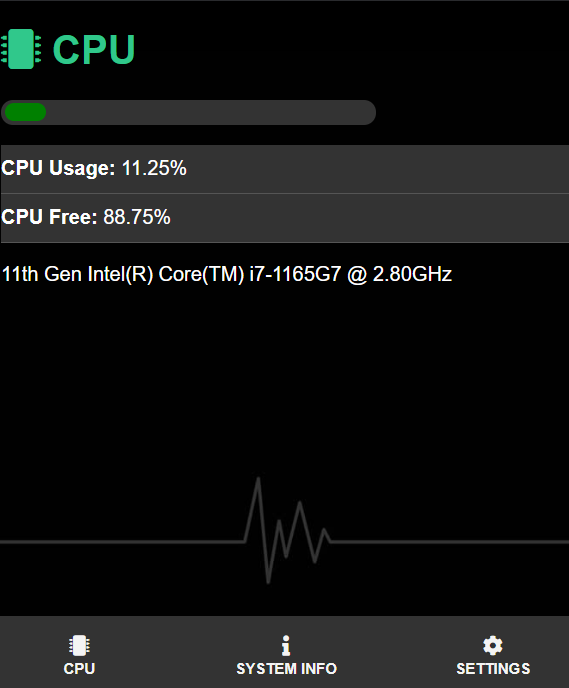 CPU
CPU Usage: 11.25%
CPU Free: 88.75%
11th Gen Intel(R) Core(TM) i7-1165G7 @ 2.80GHz
CPU
SYSTEM INFO
SETTINGS